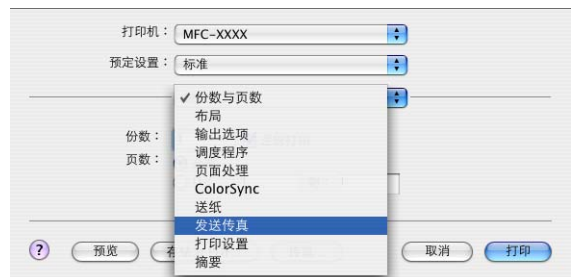 打印机： MFC-XXXX
预定设置： 标准
✓ 份数与页数
布局
份数：
输出选项
页数：
调度程序
页面处理
ColorSync
送纸
发送传真
打印设置
摘要
? 预览 取消 打印